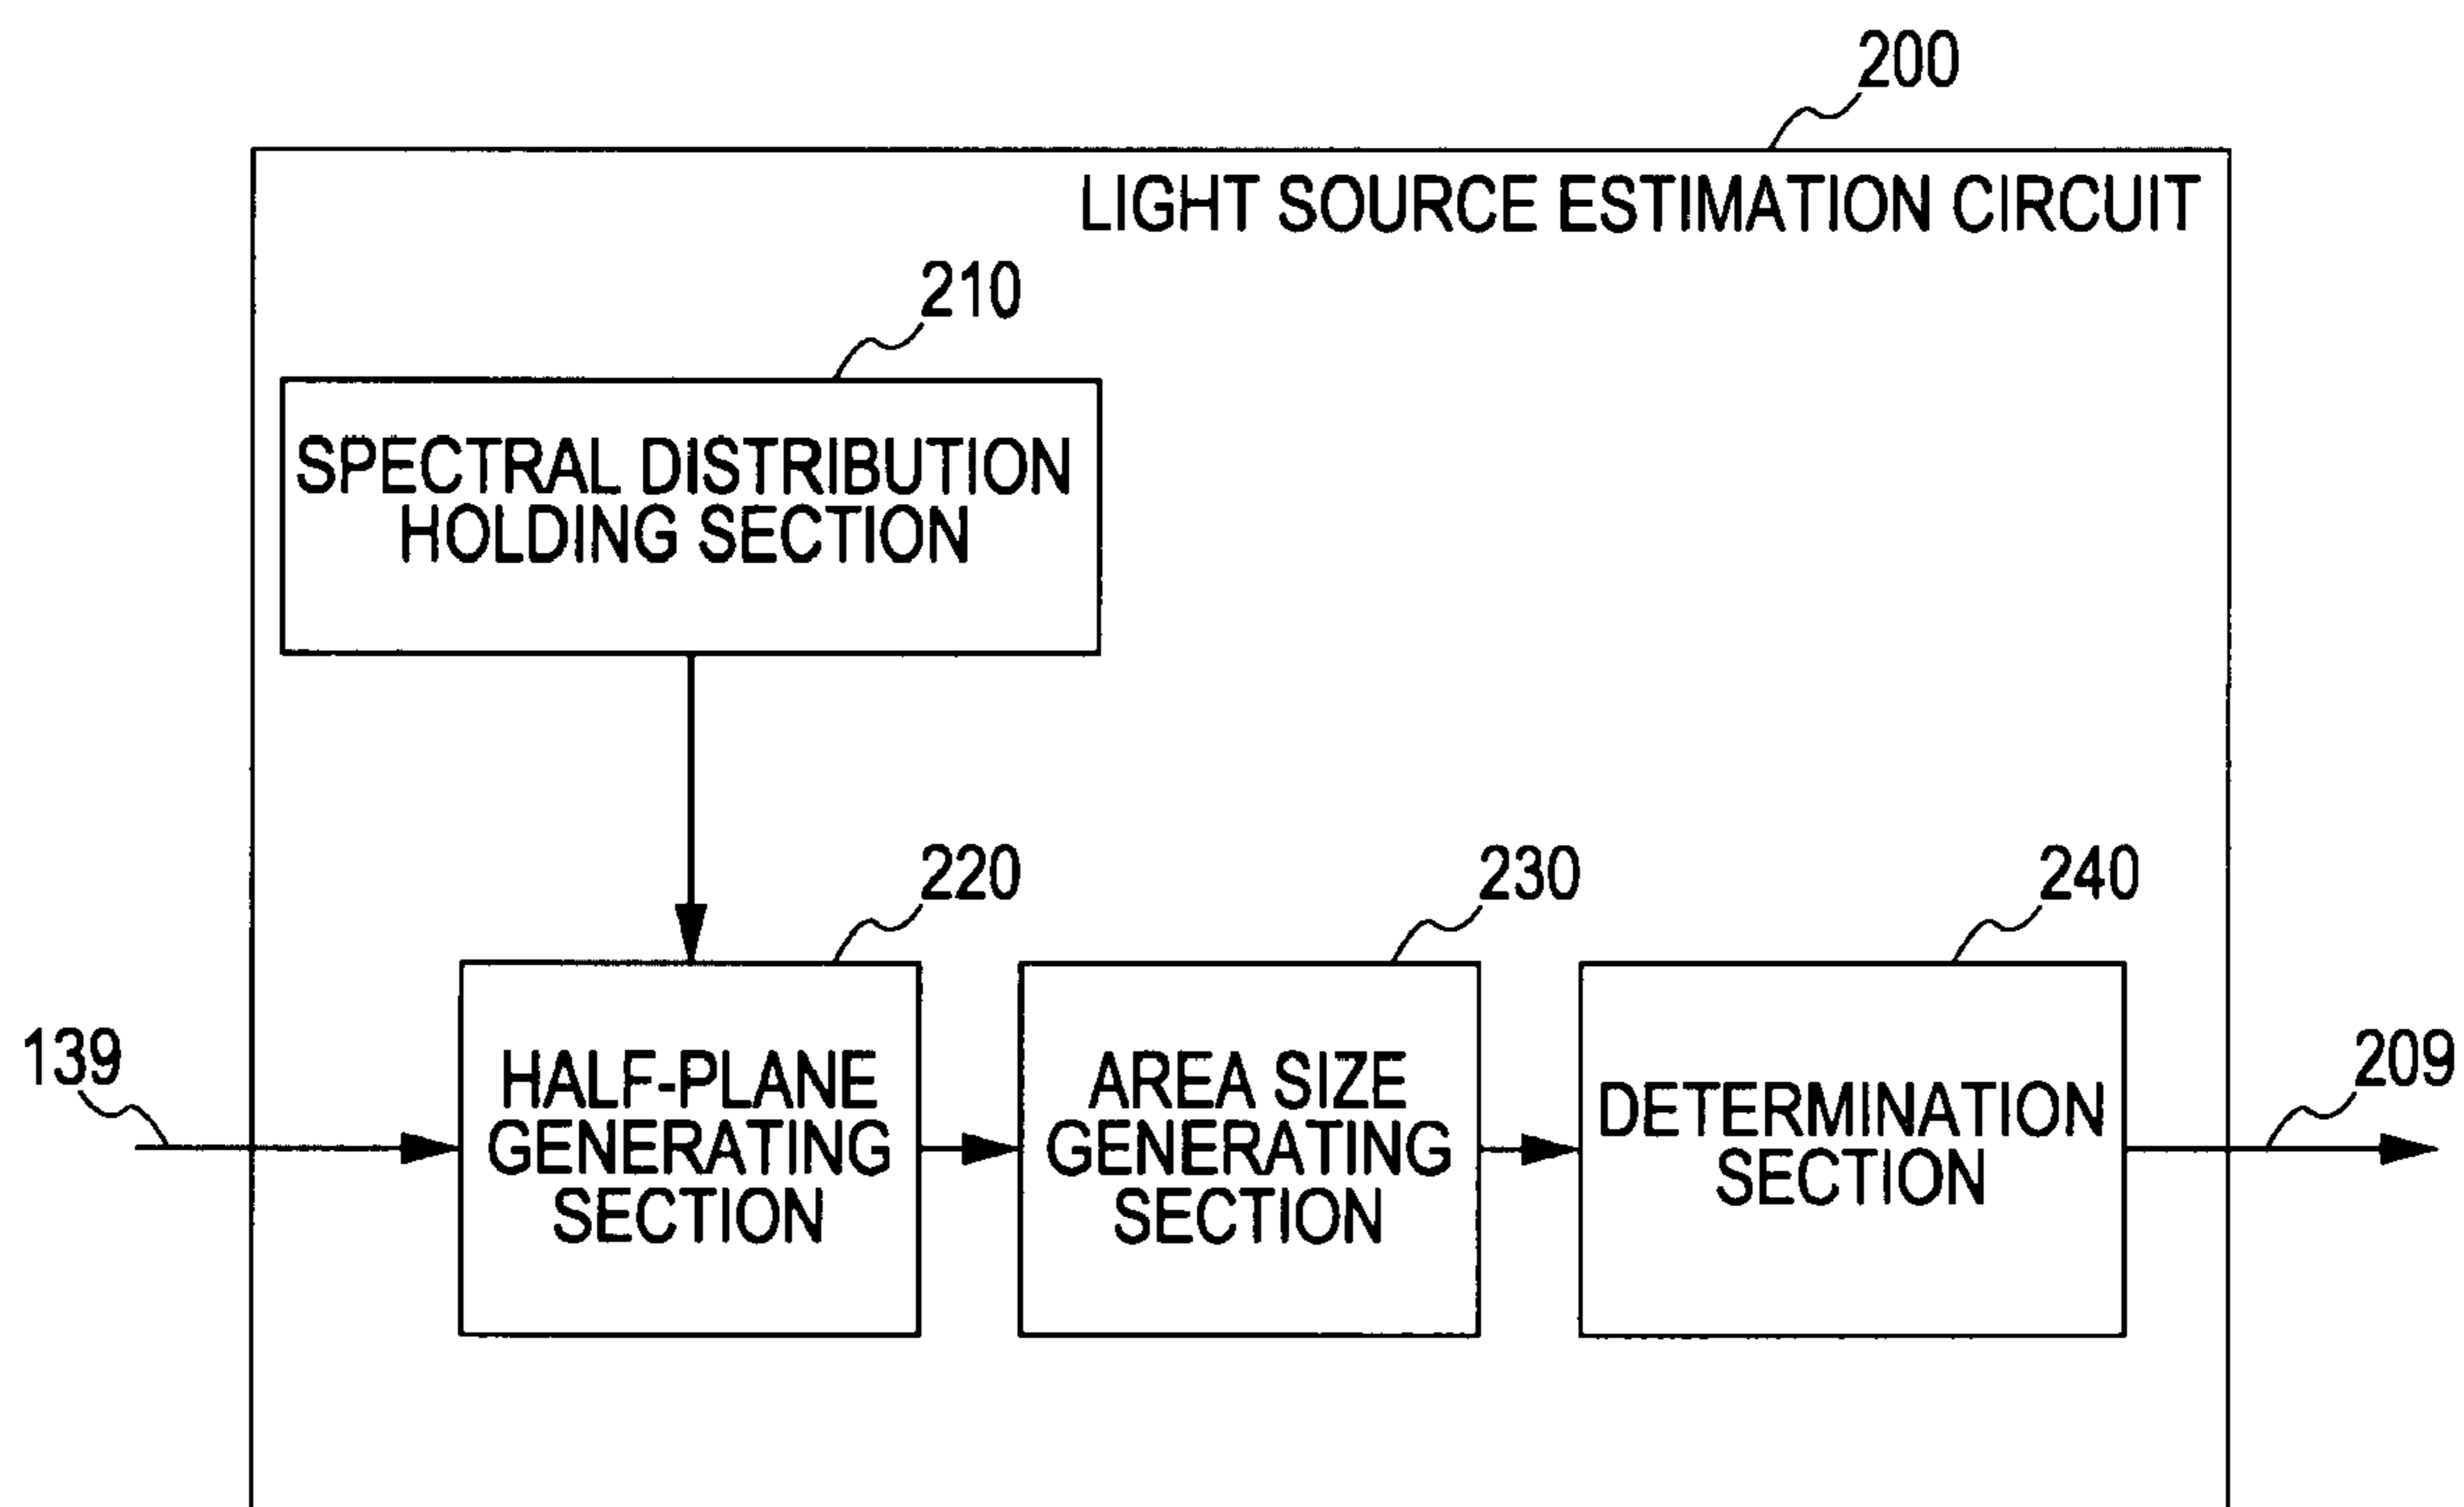 200
LIGHT SOURCE ESTIMATION CIRCUIT
210
SPECTRAL DISTRIBUTION
HOLDING SECTION
220
230
240
139
HALF-PLANE
GENERATING
SECTION
AREA SIZE
GENERATING
SECTION
DETERMINATION
SECTION
209